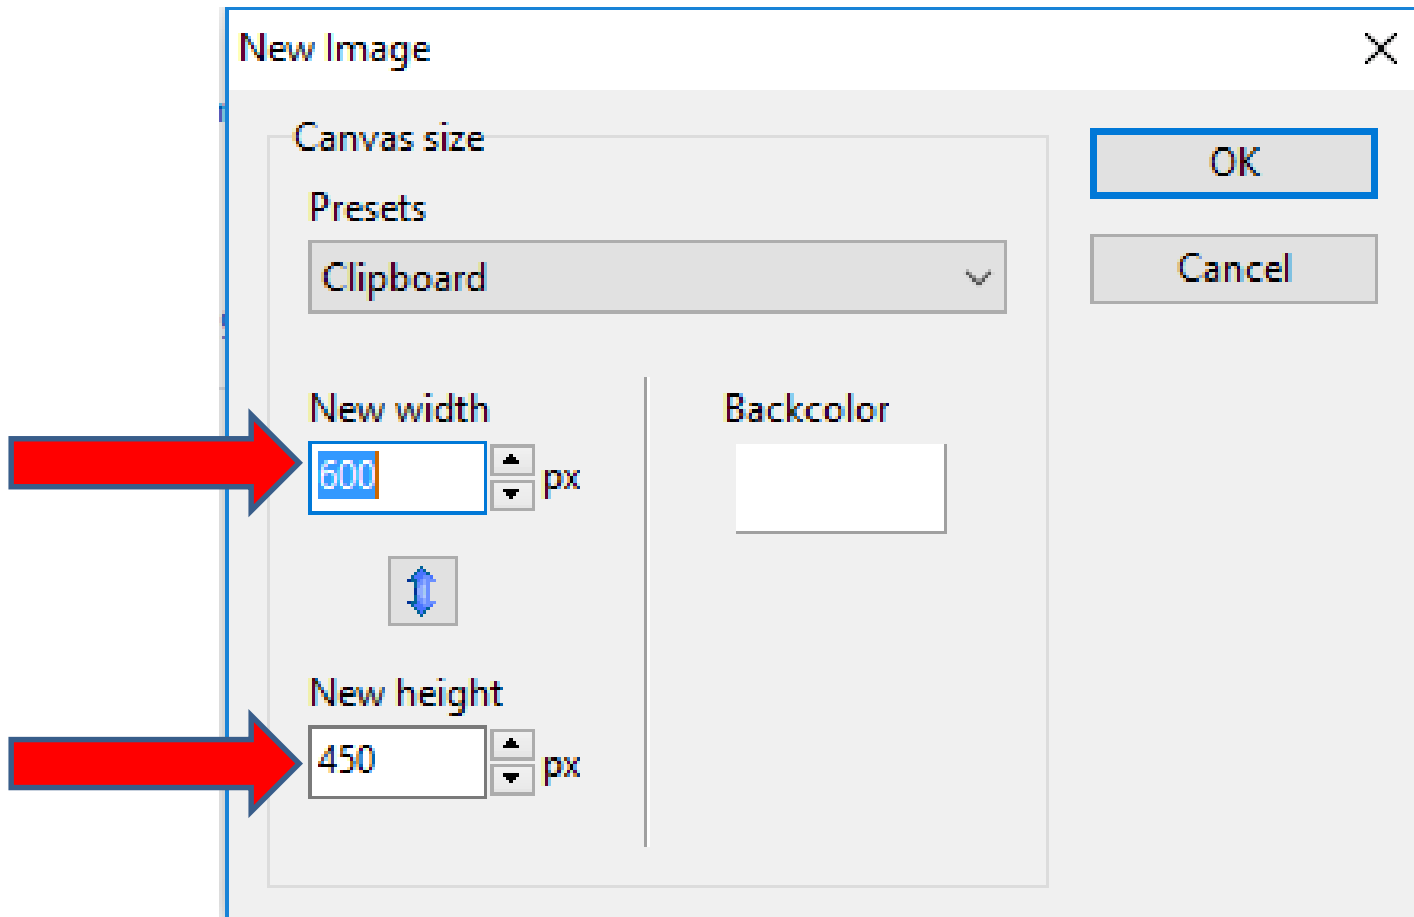 New Image
Canvas size
OK
Presets
Clipboard
Cancel
New width
Backcolor
600 px
New height
450 px